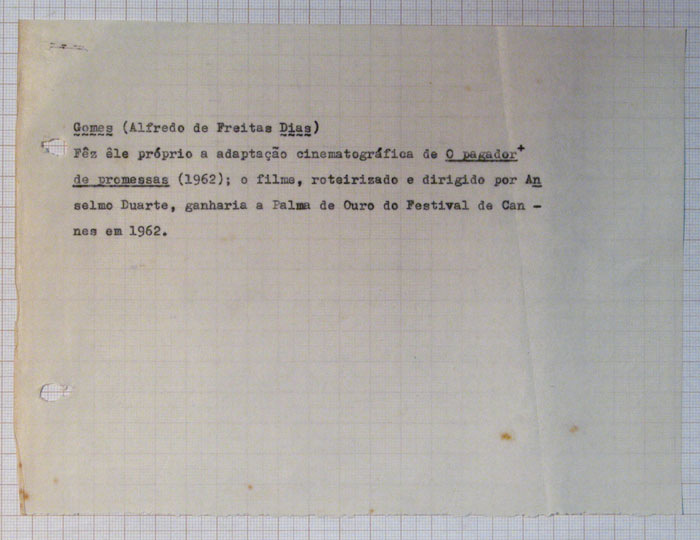 Gomes (Alfredo de Freitas Dias)
Fêz êle próprio a adaptação cinematográfica de O pagador+
de promessas (1962); o filme, roteirizado e dirigido por An
selmo Duarte, ganharia a Palma de Ouro do Festival de Can -
nes em 1962.